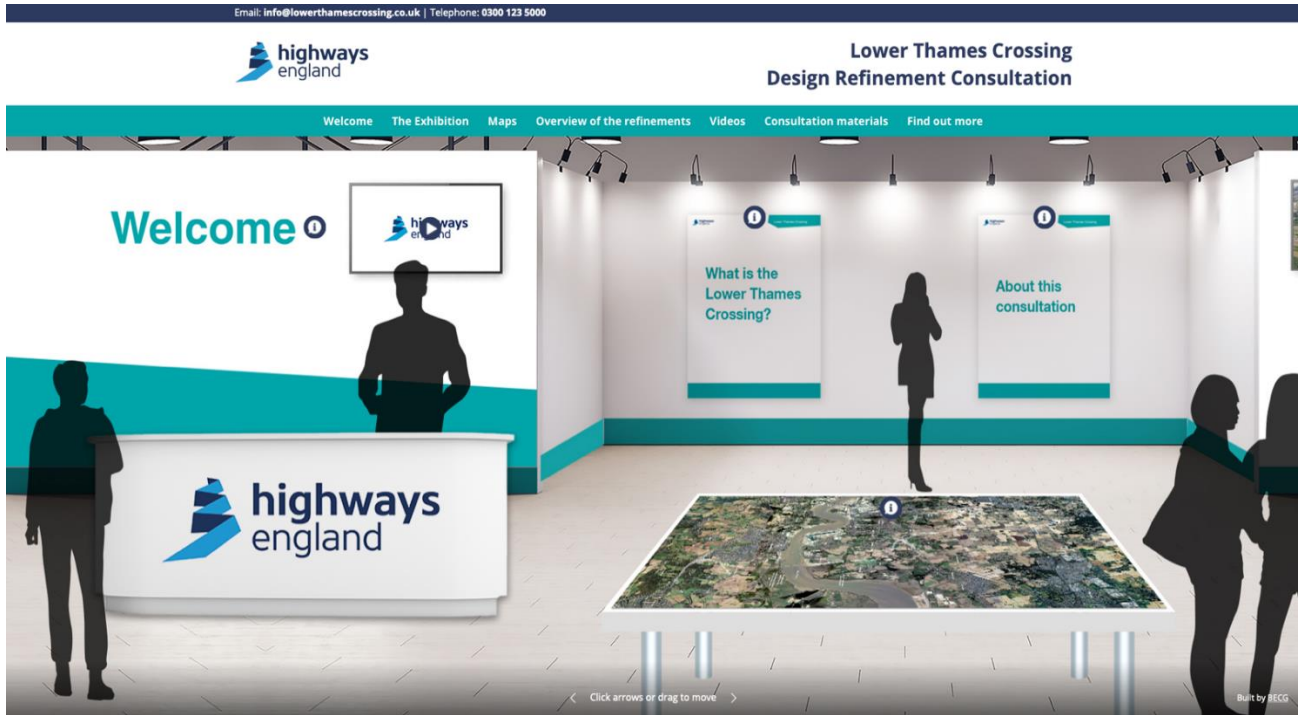 Email: info@lowerthamescrossing.co.uk | Telephone: 0300 123 5000
highways
england
Lower Thames Crossing
Design Refinement Consultation
Welcome The Exhibition Maps Overview of the refinements Videos Consultation materials Find out more
Welcome
highways
england
What is the
Lower Thames
Crossing?
About this
consultation
highways
england
Click arrows or drag to move
Built by BECG